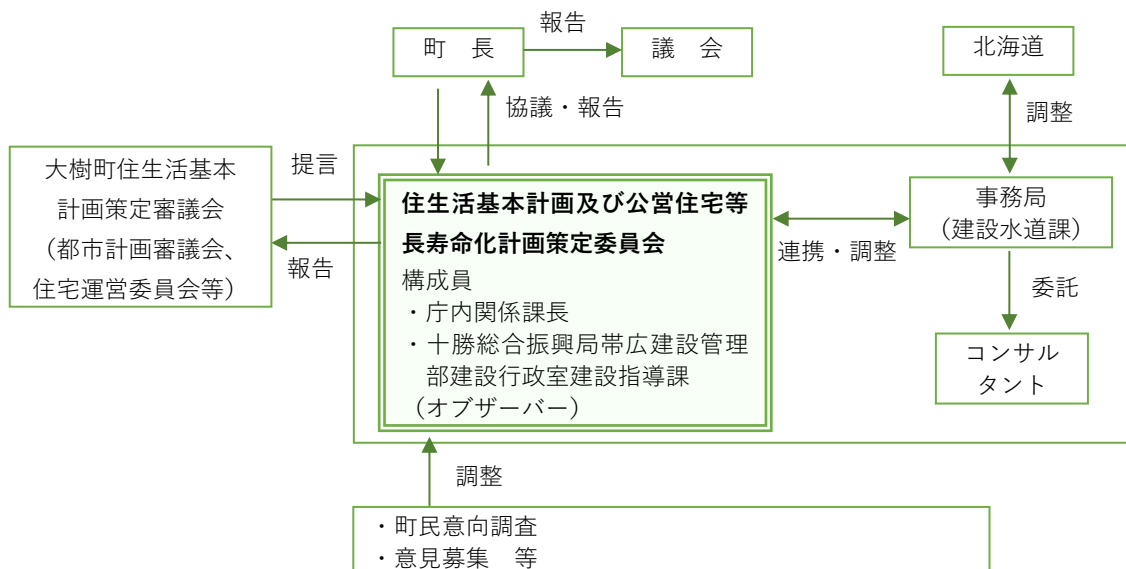 報告
町　長
議　会
北海道
協議・報告
調整
大樹町住生活基本
計画策定審議会
（都市計画審議会、
住宅運営委員会等）
提言
報告
住生活基本計画及び公営住宅等
長寿命化計画策定委員会
構成員
・庁内関係課長
・十勝総合振興局帯広建設管理
部建設行政室建設指導課
（オブザーバー）
連携・調整
事務局
（建設水道課）
委託
コンサル
タント
調整
・町民意向調査
・意見募集　等